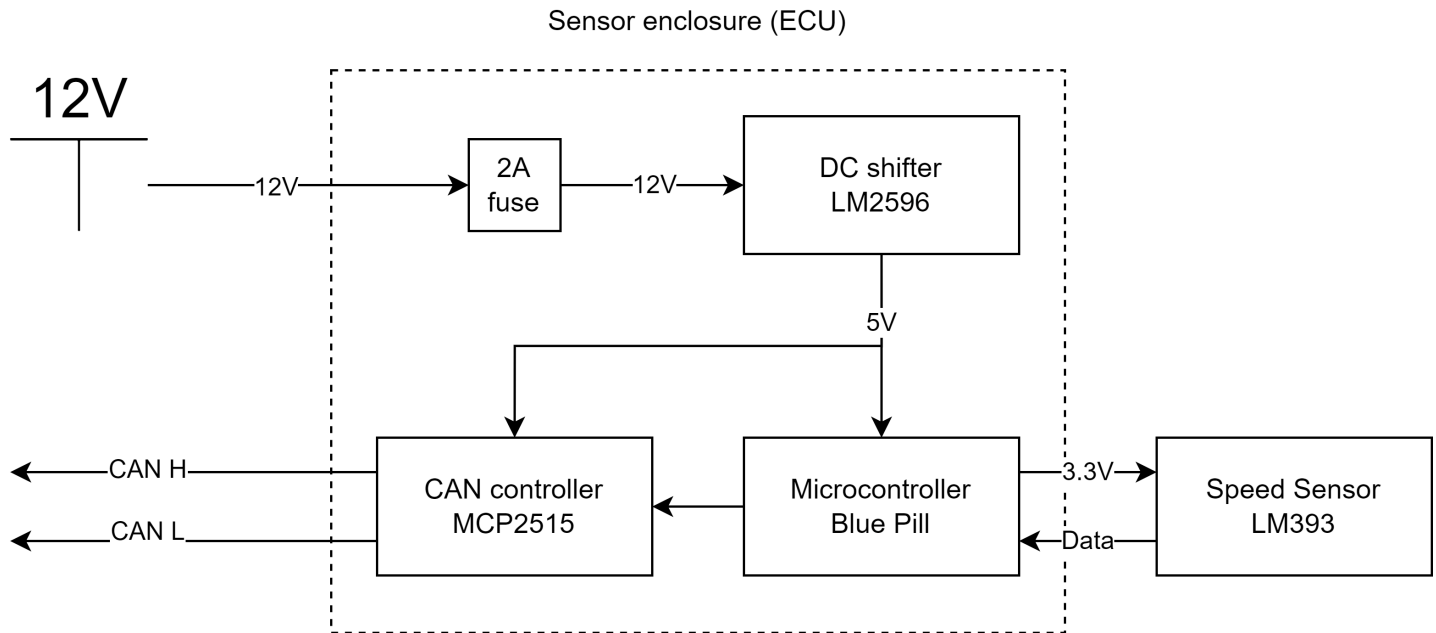 Sensor enclosure (ECU)
12V
12V
2A
fuse
12V
DC shifter
LM2596
5V
CAN H
CAN L
CAN controller
MCP2515
Microcontroller
Blue Pill
3.3V
Data
Speed Sensor
LM393